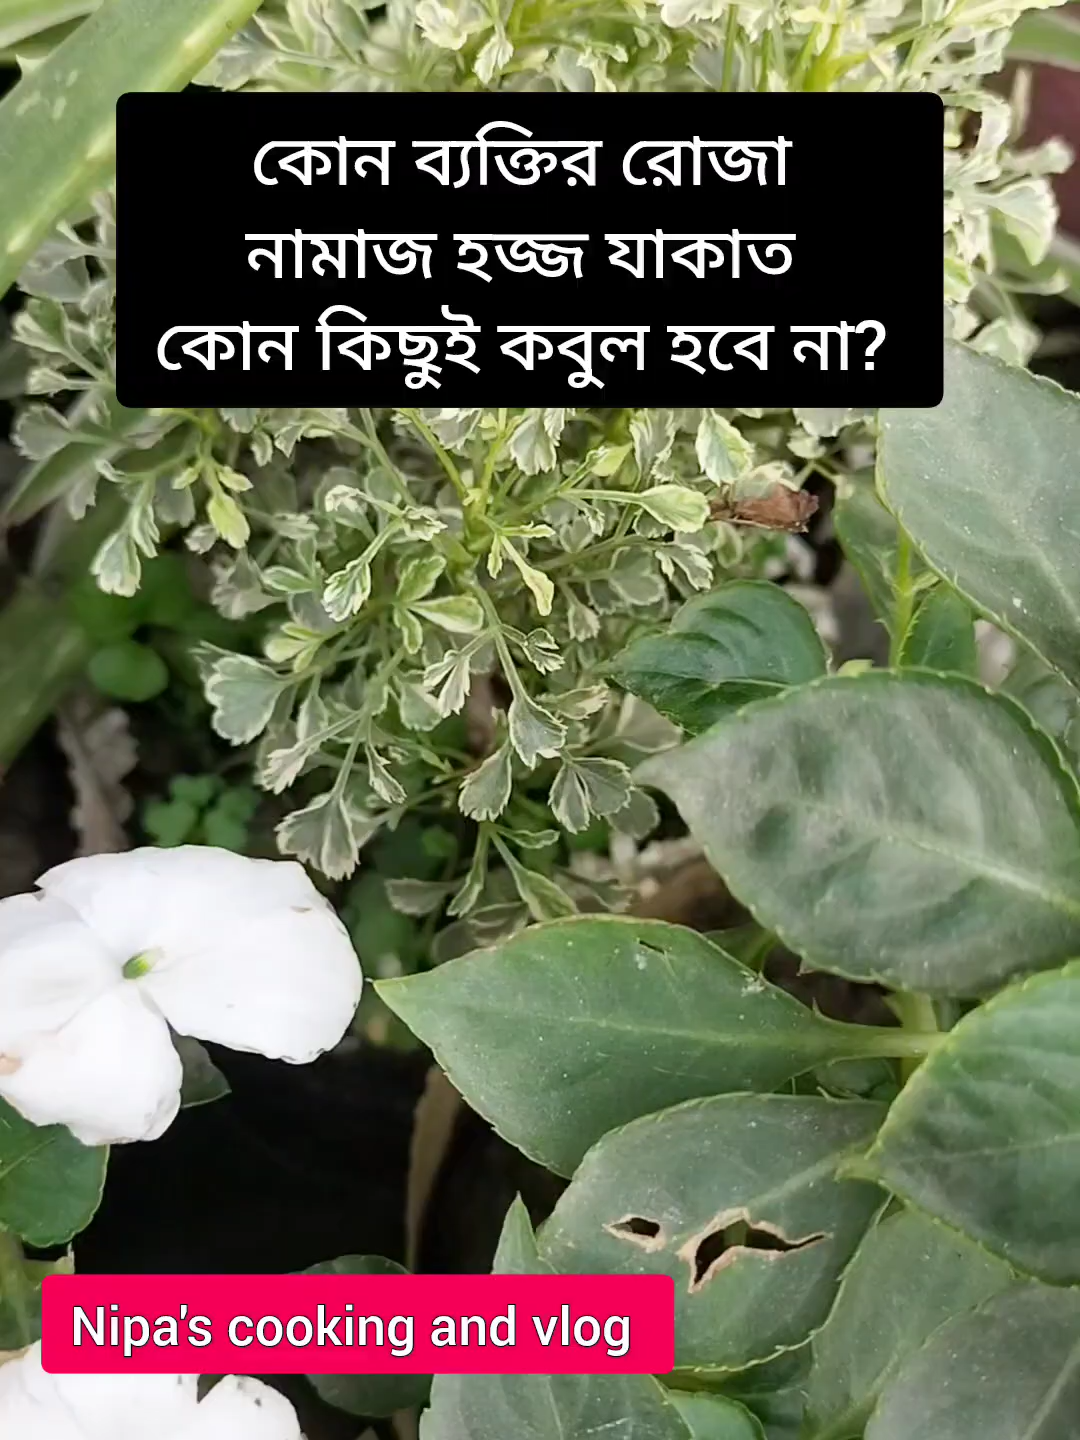 কোন ব্যক্তির রোজা
নামাজ হজ্জ যাকাত
কোন কিছুই কবুল হবে না?
Nipa's cooking and vlog